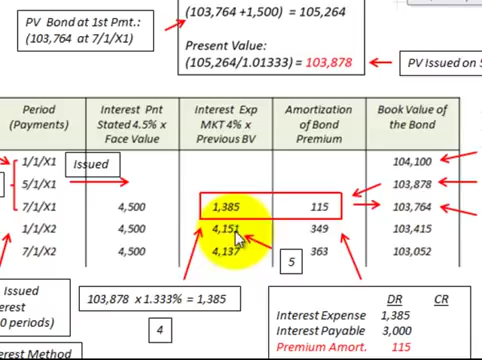 (103,764 +1,500) = 105,264
PV Bond at 1st Pmt.:
(103,764 at 7/1/X1)
Present Value:
(105,264/1.01333) = 103,878
PV Issued on 5
Period
(Payments)
Interest Pnt
Stated 4.5% x
Face Value
Interest Exp
MKT 4% x
Previous BV
Amortization
of Bond
Premium
Book Value of
the Bond
1/1/X1 Issued 104,100
5/1/X1 103,878
7/1/X1 4,500 1,385 115 103,764
1/1/X2 4,500 4,151 349 103,415
7/1/X2 4,500 4,137 363 103,052
5
Issued
erest
0 periods)
103,878 x 1.333% = 1,385
4
DR CR
Interest Expense 1,385
Interest Payable 3,000
Premium Amort. 115
erest Method